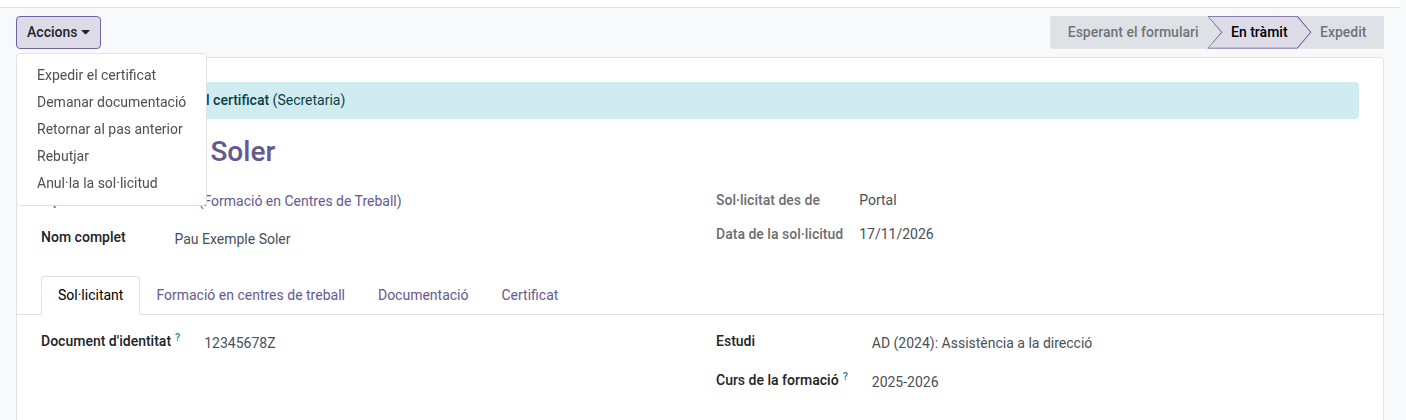 Accions
Esperant el formulari
En tràmit
Expedit
Expedir el certificat
Demanar documentació
Retornar al pas anterior
Rebutjar
Anul·la la sol·licitud
certificat (Secretaria)
Soler
(Formació en Centres de Treball)
Sol·licitat des de Portal
Nom complet Pau Exemple Soler
Data de la sol·licitud 17/11/2026
Sol·licitant
Formació en centres de treball
Documentació
Certificat
Document d'identitat ? 12345678Z
Estudi AD (2024): Assistència a la direcció
Curs de la formació ? 2025-2026